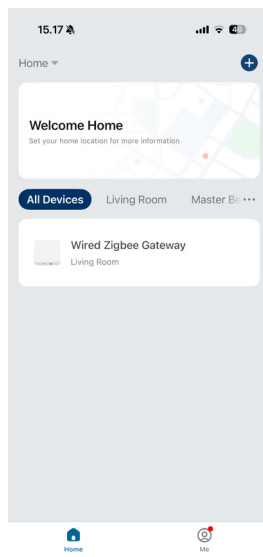 15.17
46
Home
Welcome Home
Set your home location for more information
All Devices
Living Room
Master Be
Wired Zigbee Gateway
Living Room
Home
Me